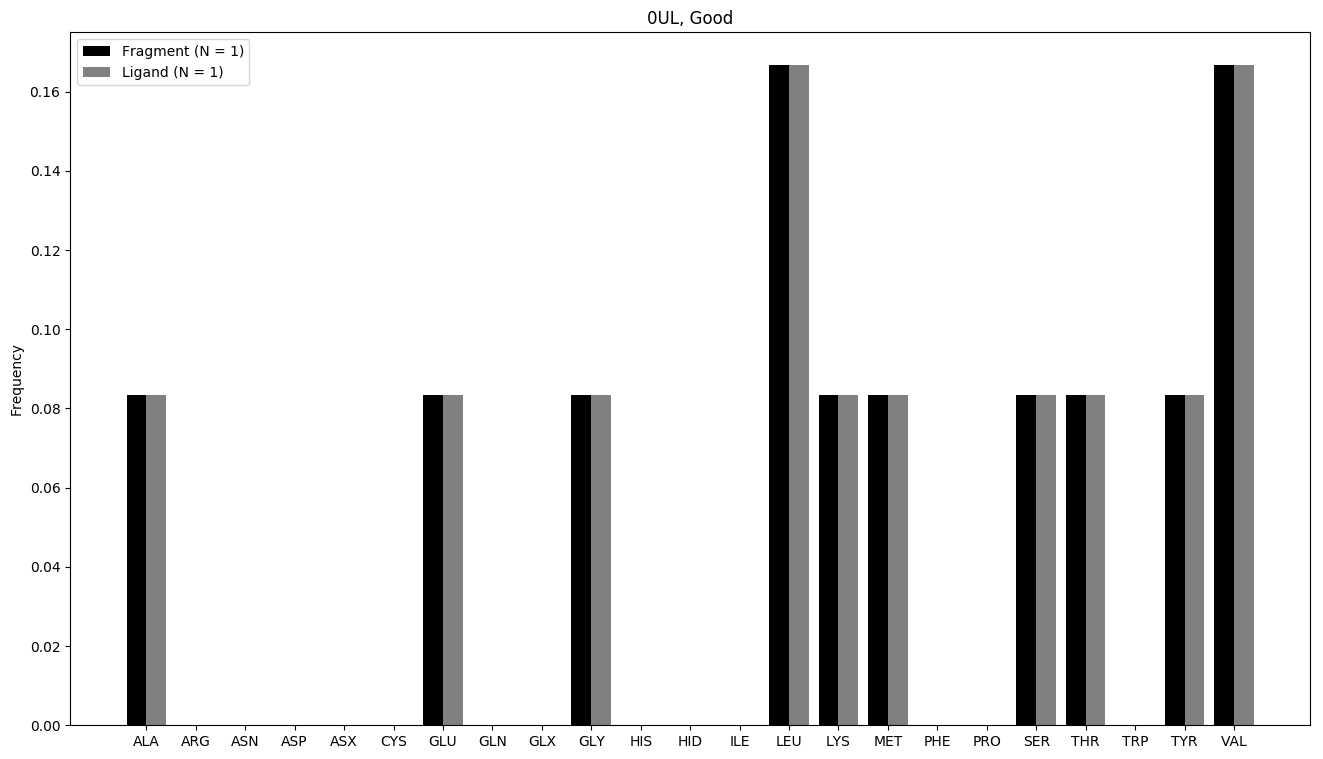 0UL, Good
Fragment (N = 1)
Ligand (N = 1)
Frequency
0.16
0.14
0.12
0.10
0.08
0.06
0.04
0.02
0.00
ALA ARG ASN ASP ASX CYS GLU GLN GLX GLY HIS HID ILE LEU LYS MET PHE PRO SER THR TRP TYR VAL